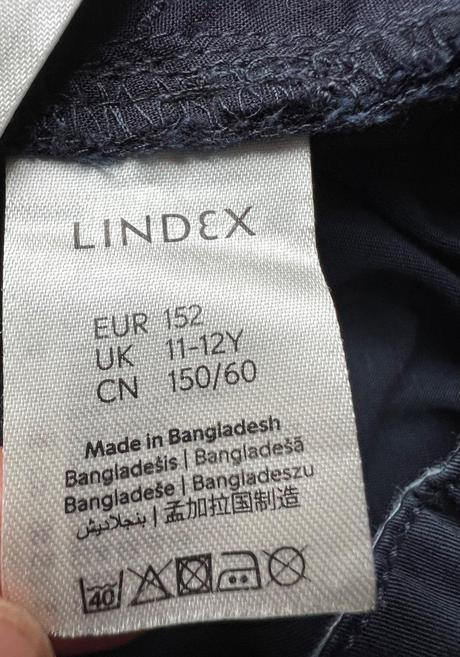 LINDEX
EUR 152
UK 11-12Y
CN 150/60
Made in Bangladesh
Bangladešis | Bangladešā
Bangladeše | Bangladeszu
بنجلاديش | 孟加拉国制造
40